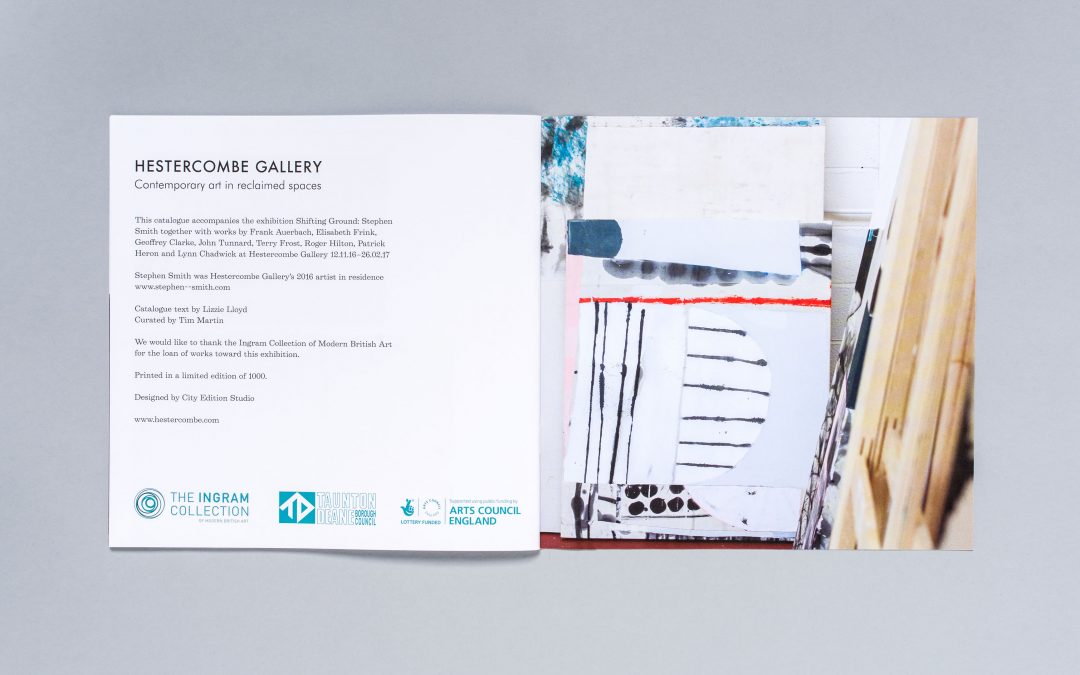 HESTERCOMBE GALLERY
Contemporary art in reclaimed spaces
This catalogue accompanies the exhibition Shifting Ground: Stephen
Smith together with works by Frank Auerbach, Elisabeth Frink,
Geoffrey Clarke, John Tunnard, Terry Frost, Roger Hilton, Patrick
Heron and Lynn Chadwick at Hestercombe Gallery 12.11.16–26.02.17
Stephen Smith was Hestercombe Gallery's 2016 artist in residence
www.stephen--smith.com
Catalogue text by Lizzie Lloyd
Curated by Tim Martin
We would like to thank the Ingram Collection of Modern British Art
for the loan of works toward this exhibition.
Printed in a limited edition of 1000.
Designed by City Edition Studio
www.hestercombe.com
THE INGRAM
COLLECTION
OF MODERN BRITISH ART
TD
TAUNTON
DEANE BOROUGH
COUNCIL
LOTTERY FUNDED
Supported using public funding by
ARTS COUNCIL
ENGLAND